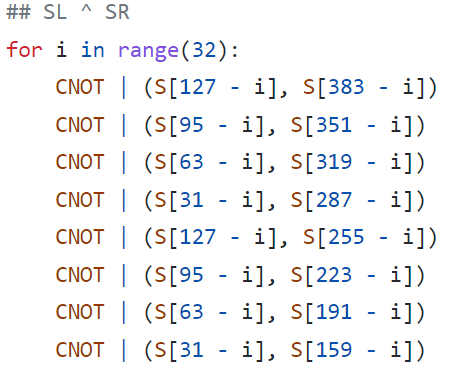 ## SL ^ SR
for i in range(32):
    CNOT | (S[127 - i], S[383 - i])
    CNOT | (S[95 - i], S[351 - i])
    CNOT | (S[63 - i], S[319 - i])
    CNOT | (S[31 - i], S[287 - i])
    CNOT | (S[127 - i], S[255 - i])
    CNOT | (S[95 - i], S[223 - i])
    CNOT | (S[63 - i], S[191 - i])
    CNOT | (S[31 - i], S[159 - i])